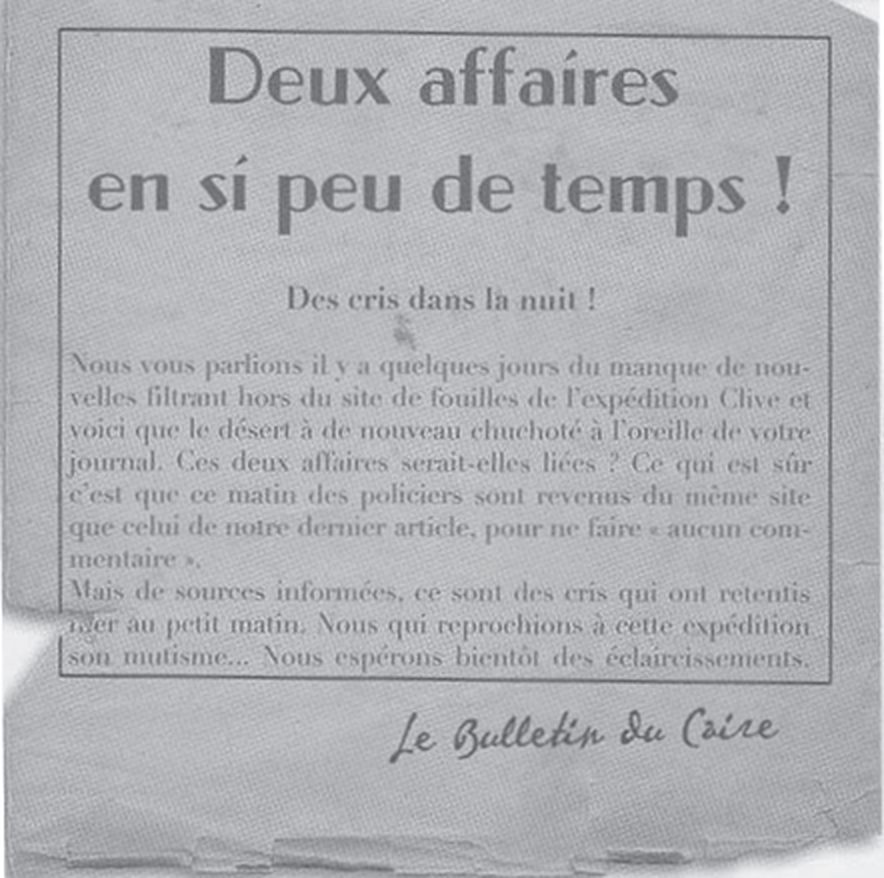 Deux affaires
en si peu de temps !
Des cris dans la nuit !
Nous vous parlions il y a quelques jours du manque de nou-
velles filtrant hors du site de fouilles de l'expédition Clive et
voici que le désert à de nouveau chuchoté à l'oreille de votre
journal. Ces deux affaires serait-elles liées ? Ce qui est sûr
c'est que ce matin des policiers sont revenus du même site
que celui de notre dernier article, pour ne faire « aucun com-
mentaire ».
Mais de sources informées, ce sont des cris qui ont retentis
hier au petit matin. Nous qui reprochions à cette expédition
son mutisme... Nous espérons bientôt des éclaircissements.
Le Bulletin du Caire